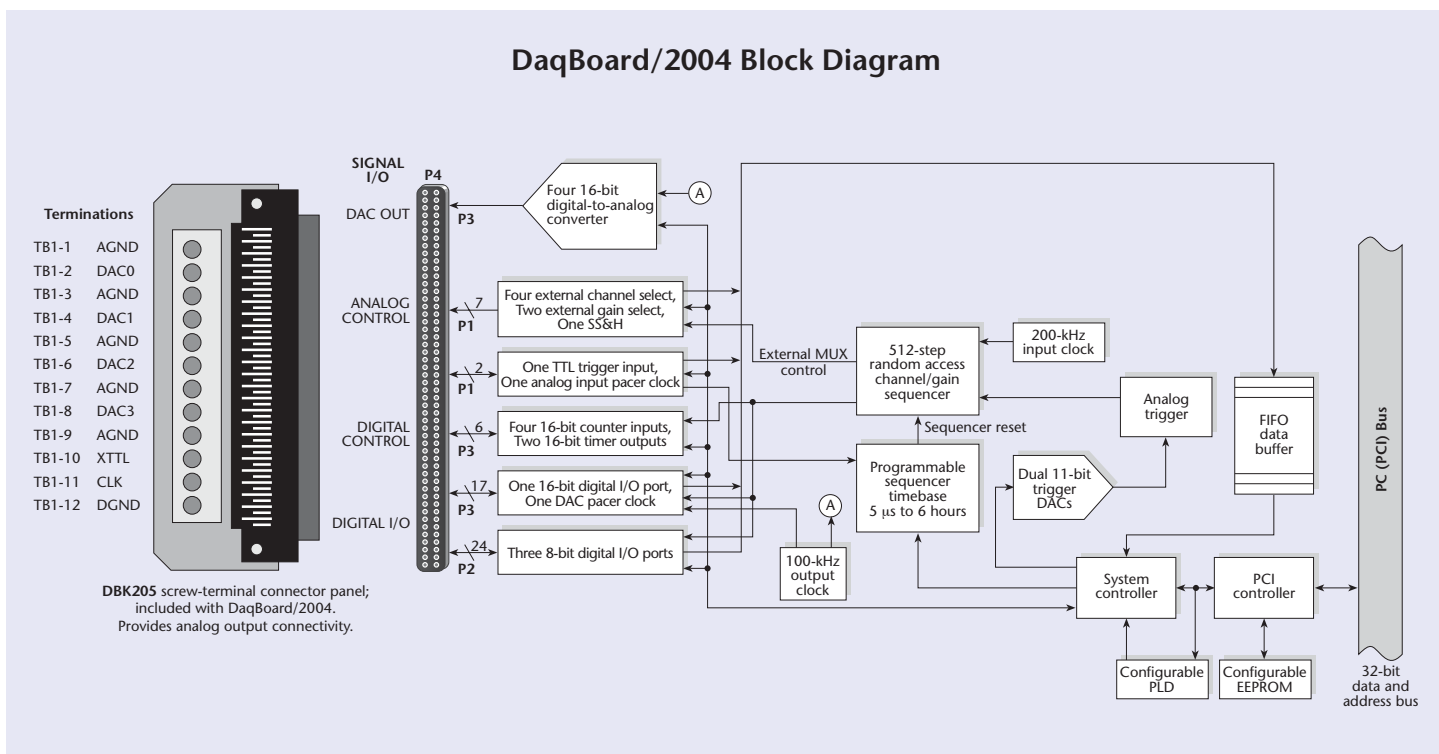 DaqBoard/2004 Block Diagram
Terminations
TB1-1 AGND
TB1-2 DAC0
TB1-3 AGND
TB1-4 DAC1
TB1-5 AGND
TB1-6 DAC2
TB1-7 AGND
TB1-8 DAC3
TB1-9 AGND
TB1-10 XTTL
TB1-11 CLK
TB1-12 DGND
DBK205 screw-terminal connector panel;
included with DaqBoard/2004.
Provides analog output connectivity.
SIGNAL
I/O
P4
DAC OUT
P3
Four 16-bit
digital-to-analog
converter
A
ANALOG
CONTROL
7
P1
Four external channel select,
Two external gain select,
One SS&H
2
P1
One TTL trigger input,
One analog input pacer clock
DIGITAL
CONTROL
6
P3
Four 16-bit counter inputs,
Two 16-bit timer outputs
17
P3
One 16-bit digital I/O port,
One DAC pacer clock
DIGITAL I/O
24
P2
Three 8-bit digital I/O ports
External MUX
control
512-step
random access
channel/gain
sequencer
200-kHz
input clock
Sequencer reset
Programmable
sequencer
timebase
5 µs to 6 hours
A
100-kHz
output
clock
Analog
trigger
Dual 11-bit
trigger
DACs
FIFO
data
buffer
System
controller
PCI
controller
Configurable
PLD
Configurable
EEPROM
PC (PCI) Bus
32-bit
data and
address bus